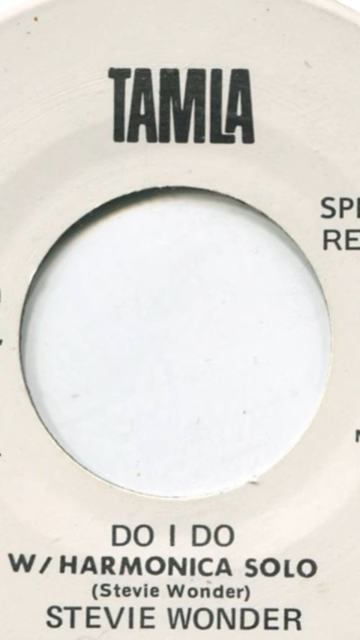 TAMLA
DO I DO
W/HARMONICA SOLO
(Stevie Wonder)
STEVIE WONDER